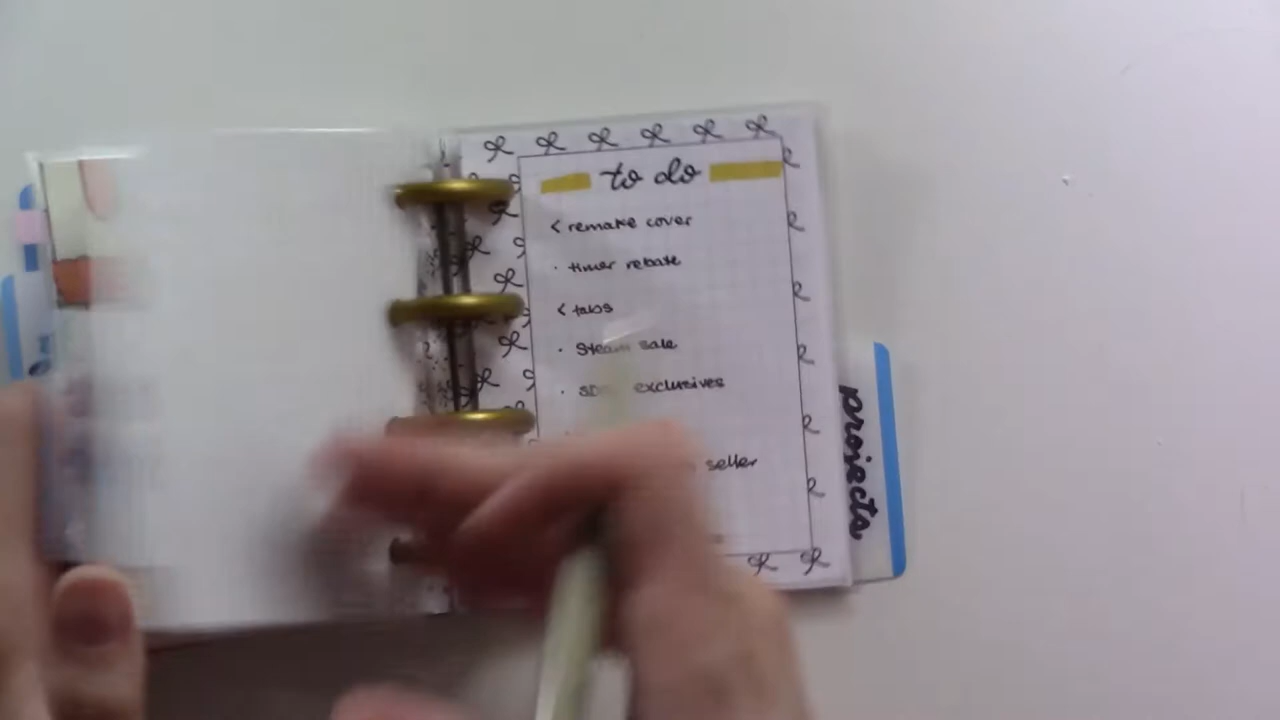 to do
< remake cover
· timer rebate
< tabs
· Steam sale
· exclusives
seller
projects